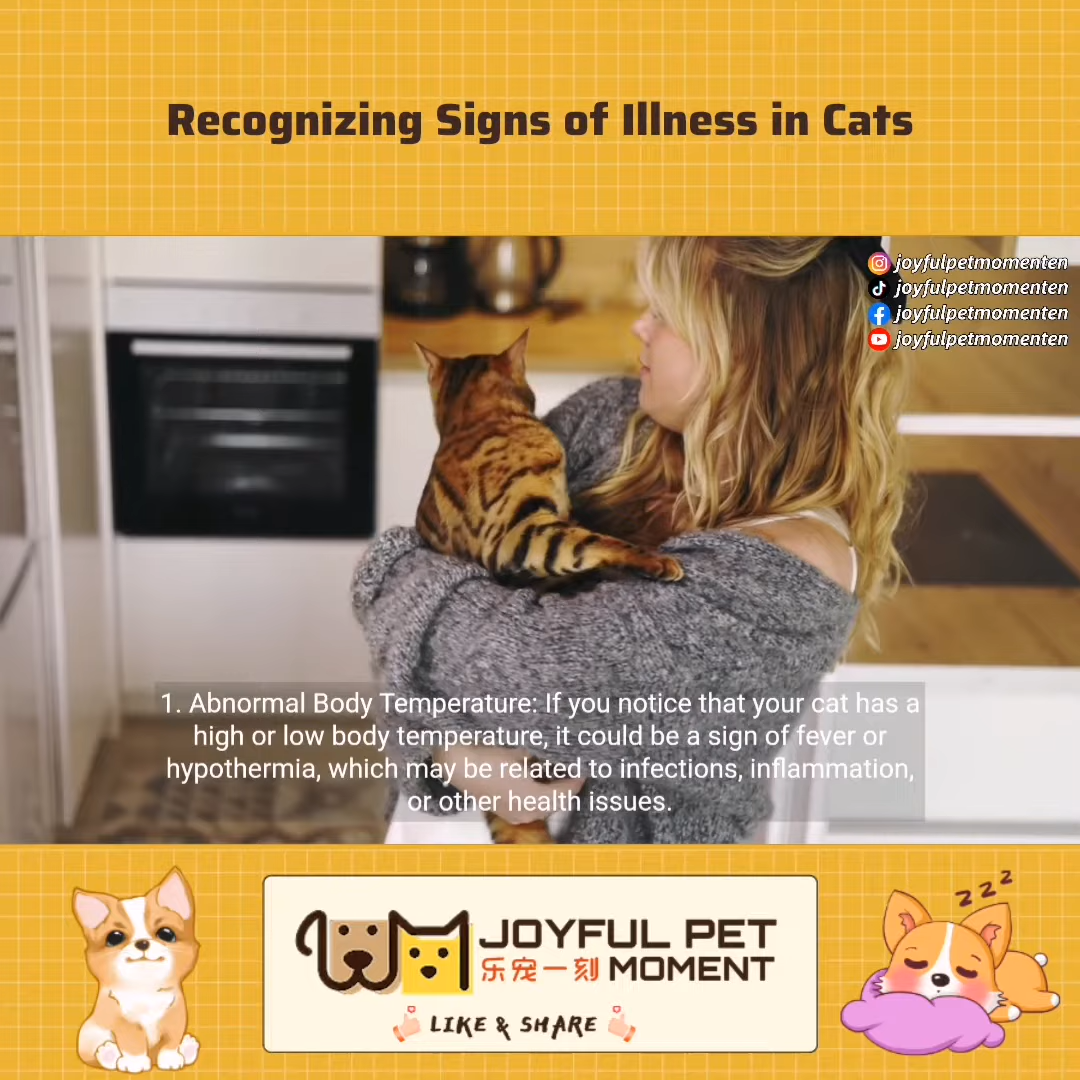 Recognizing Signs of Illness in Cats
joyfulpetmomenten
joyfulpetmomenten
joyfulpetmomenten
joyfulpetmomenten
1. Abnormal Body Temperature: If you notice that your cat has a
high or low body temperature, it could be a sign of fever or
hypothermia, which may be related to infections, inflammation,
or other health issues.
JOYFUL PET
乐宠一刻 MOMENT
LIKE & SHARE
z z z